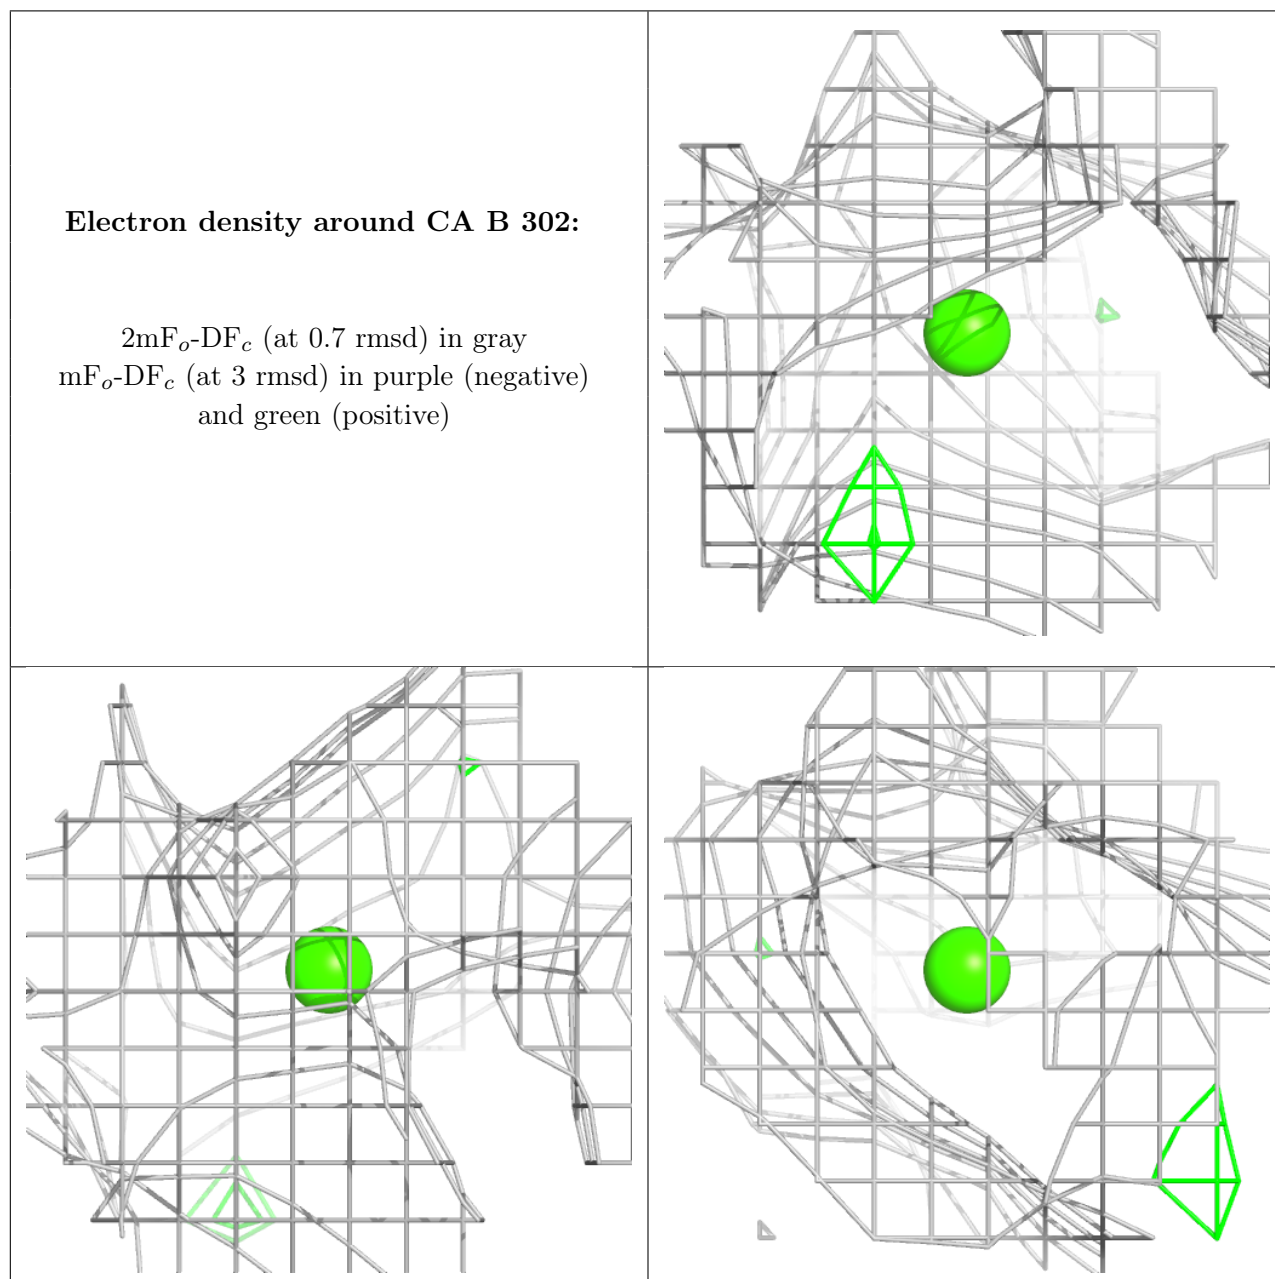 Electron density around CA B 302:
2mFo-DFc (at 0.7 rmsd) in gray
mFo-DFc (at 3 rmsd) in purple (negative)
and green (positive)